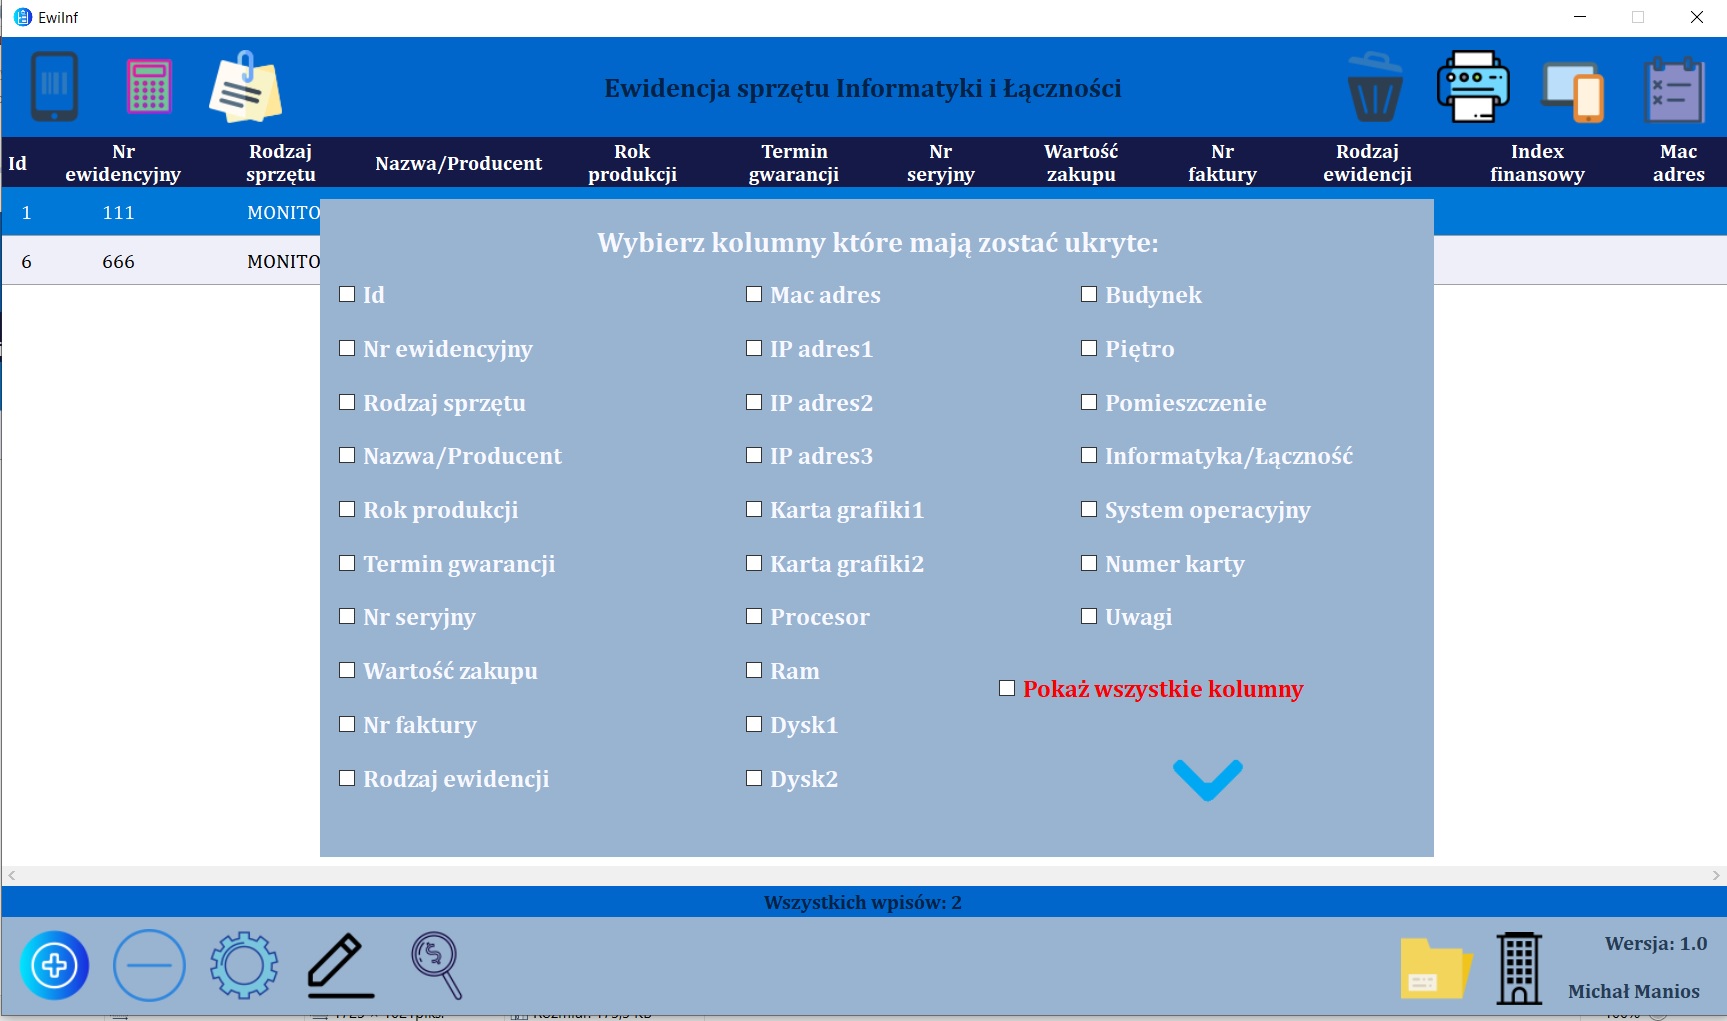 EwiInf
Ewidencja sprzętu Informatyki i Łączności
Id Nr ewidencyjny Rodzaj sprzętu Nazwa/Producent Rok produkcji Termin gwarancji Nr seryjny Wartość zakupu Nr faktury Rodzaj ewidencji Index finansowy Mac adres
1 111 MONITO
6 666 MONITO
Wybierz kolumny które mają zostać ukryte:
Id
Nr ewidencyjny
Rodzaj sprzętu
Nazwa/Producent
Rok produkcji
Termin gwarancji
Nr seryjny
Wartość zakupu
Nr faktury
Rodzaj ewidencji
Mac adres
IP adres1
IP adres2
IP adres3
Karta grafiki1
Karta grafiki2
Procesor
Ram
Dysk1
Dysk2
Budynek
Piętro
Pomieszczenie
Informatyka/Łączność
System operacyjny
Numer karty
Uwagi
Pokaż wszystkie kolumny
Wszystkich wpisów: 2
Wersja: 1.0
Michał Manios